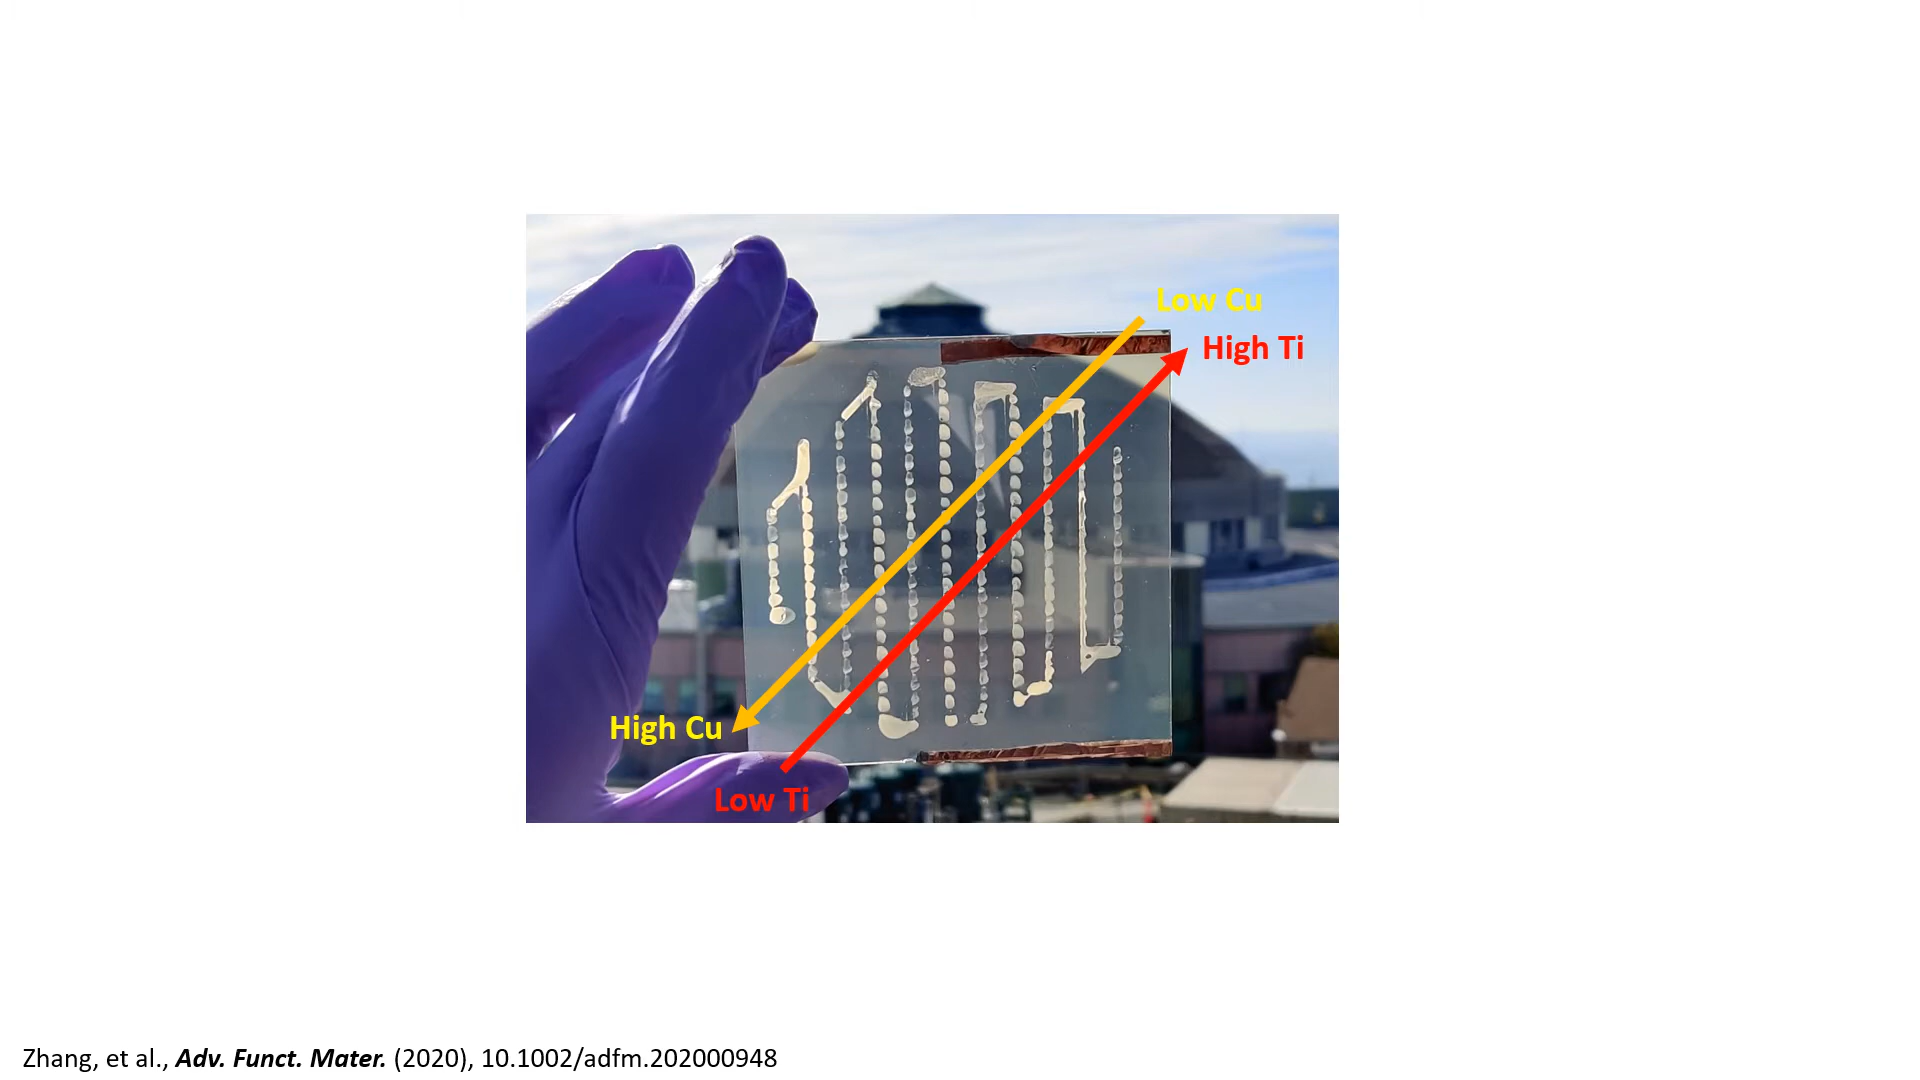 Low Cu
High Ti
High Cu
Low Ti
Zhang, et al., Adv. Funct. Mater. (2020), 10.1002/adfm.202000948